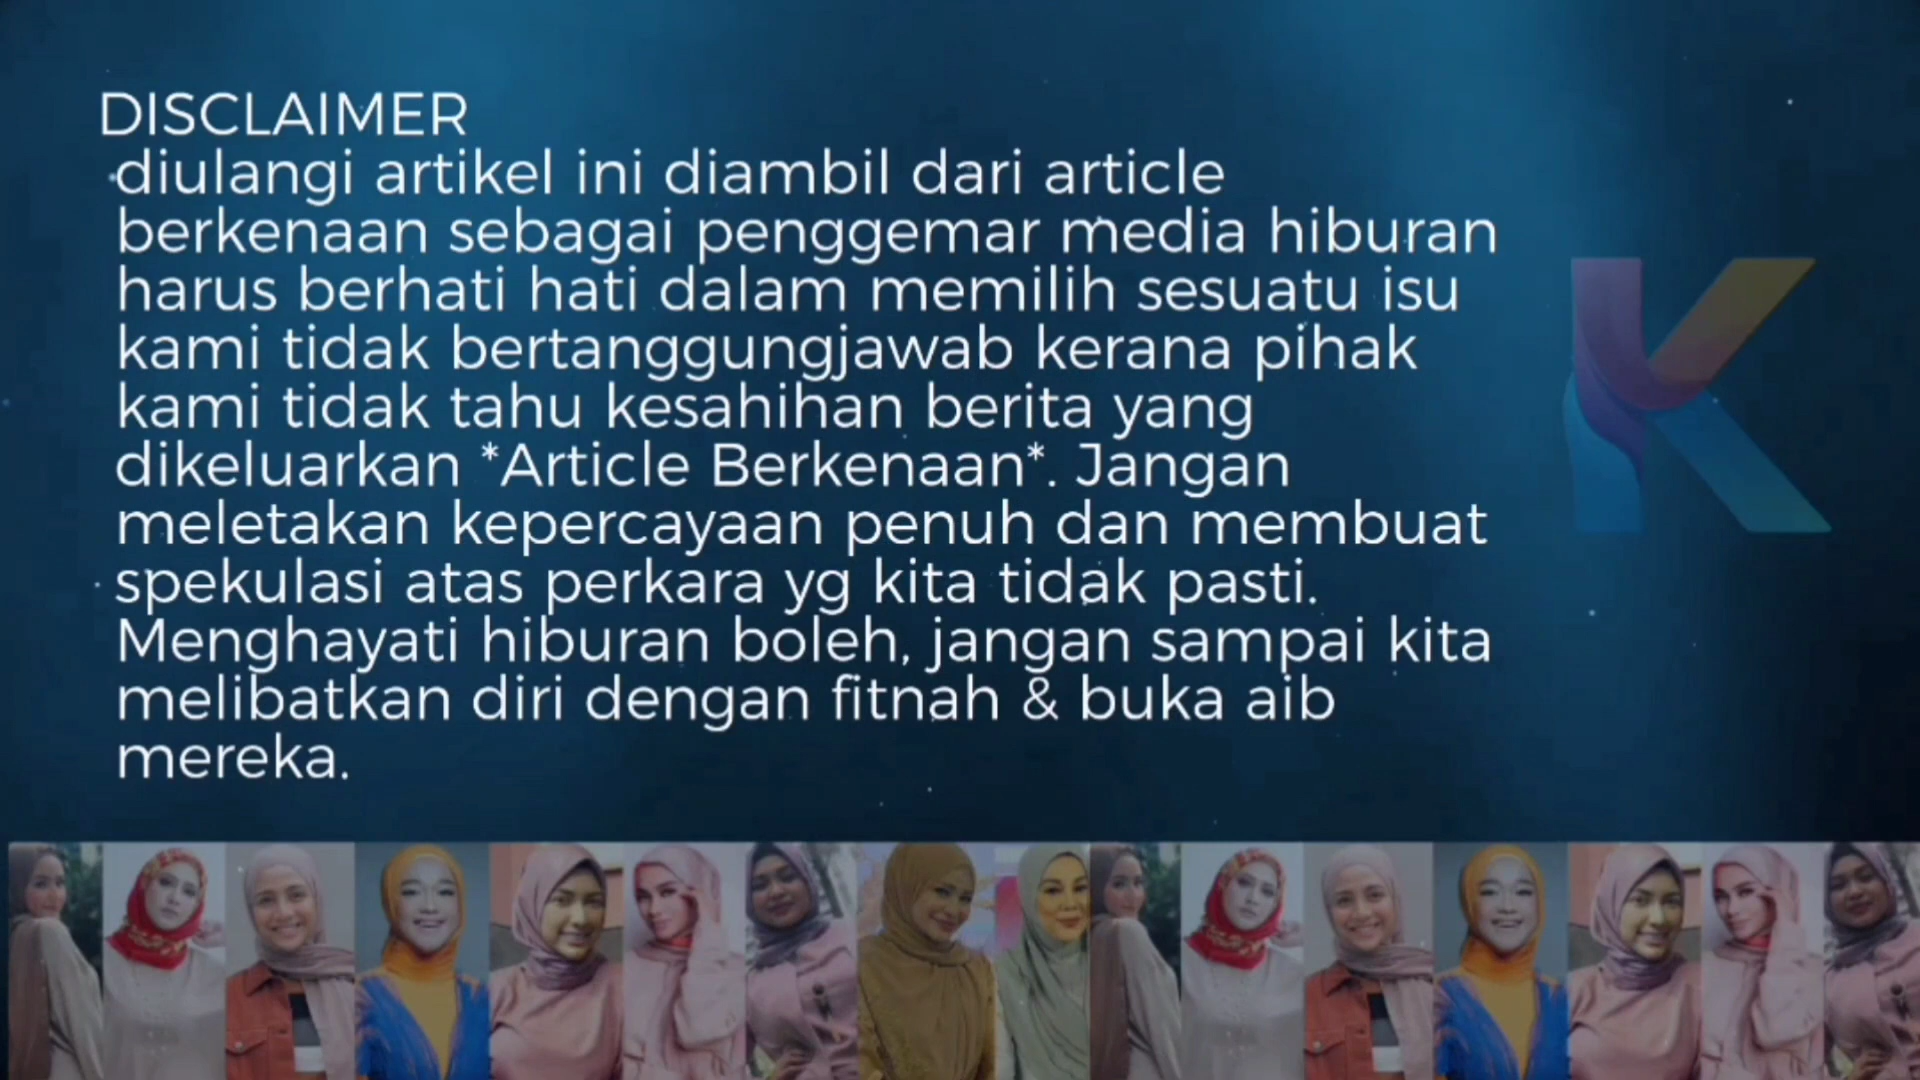 DISCLAIMER
diulangi artikel ini diambil dari article
berkenaan sebagai penggemar media hiburan
harus berhati hati dalam memilih sesuatu isu
kami tidak bertanggungjawab kerana pihak
kami tidak tahu kesahihan berita yang
dikeluarkan *Article Berkenaan*. Jangan
meletakan kepercayaan penuh dan membuat
spekulasi atas perkara yg kita tidak pasti.
Menghayati hiburan boleh, jangan sampai kita
melibatkan diri dengan fitnah & buka aib
mereka.
K